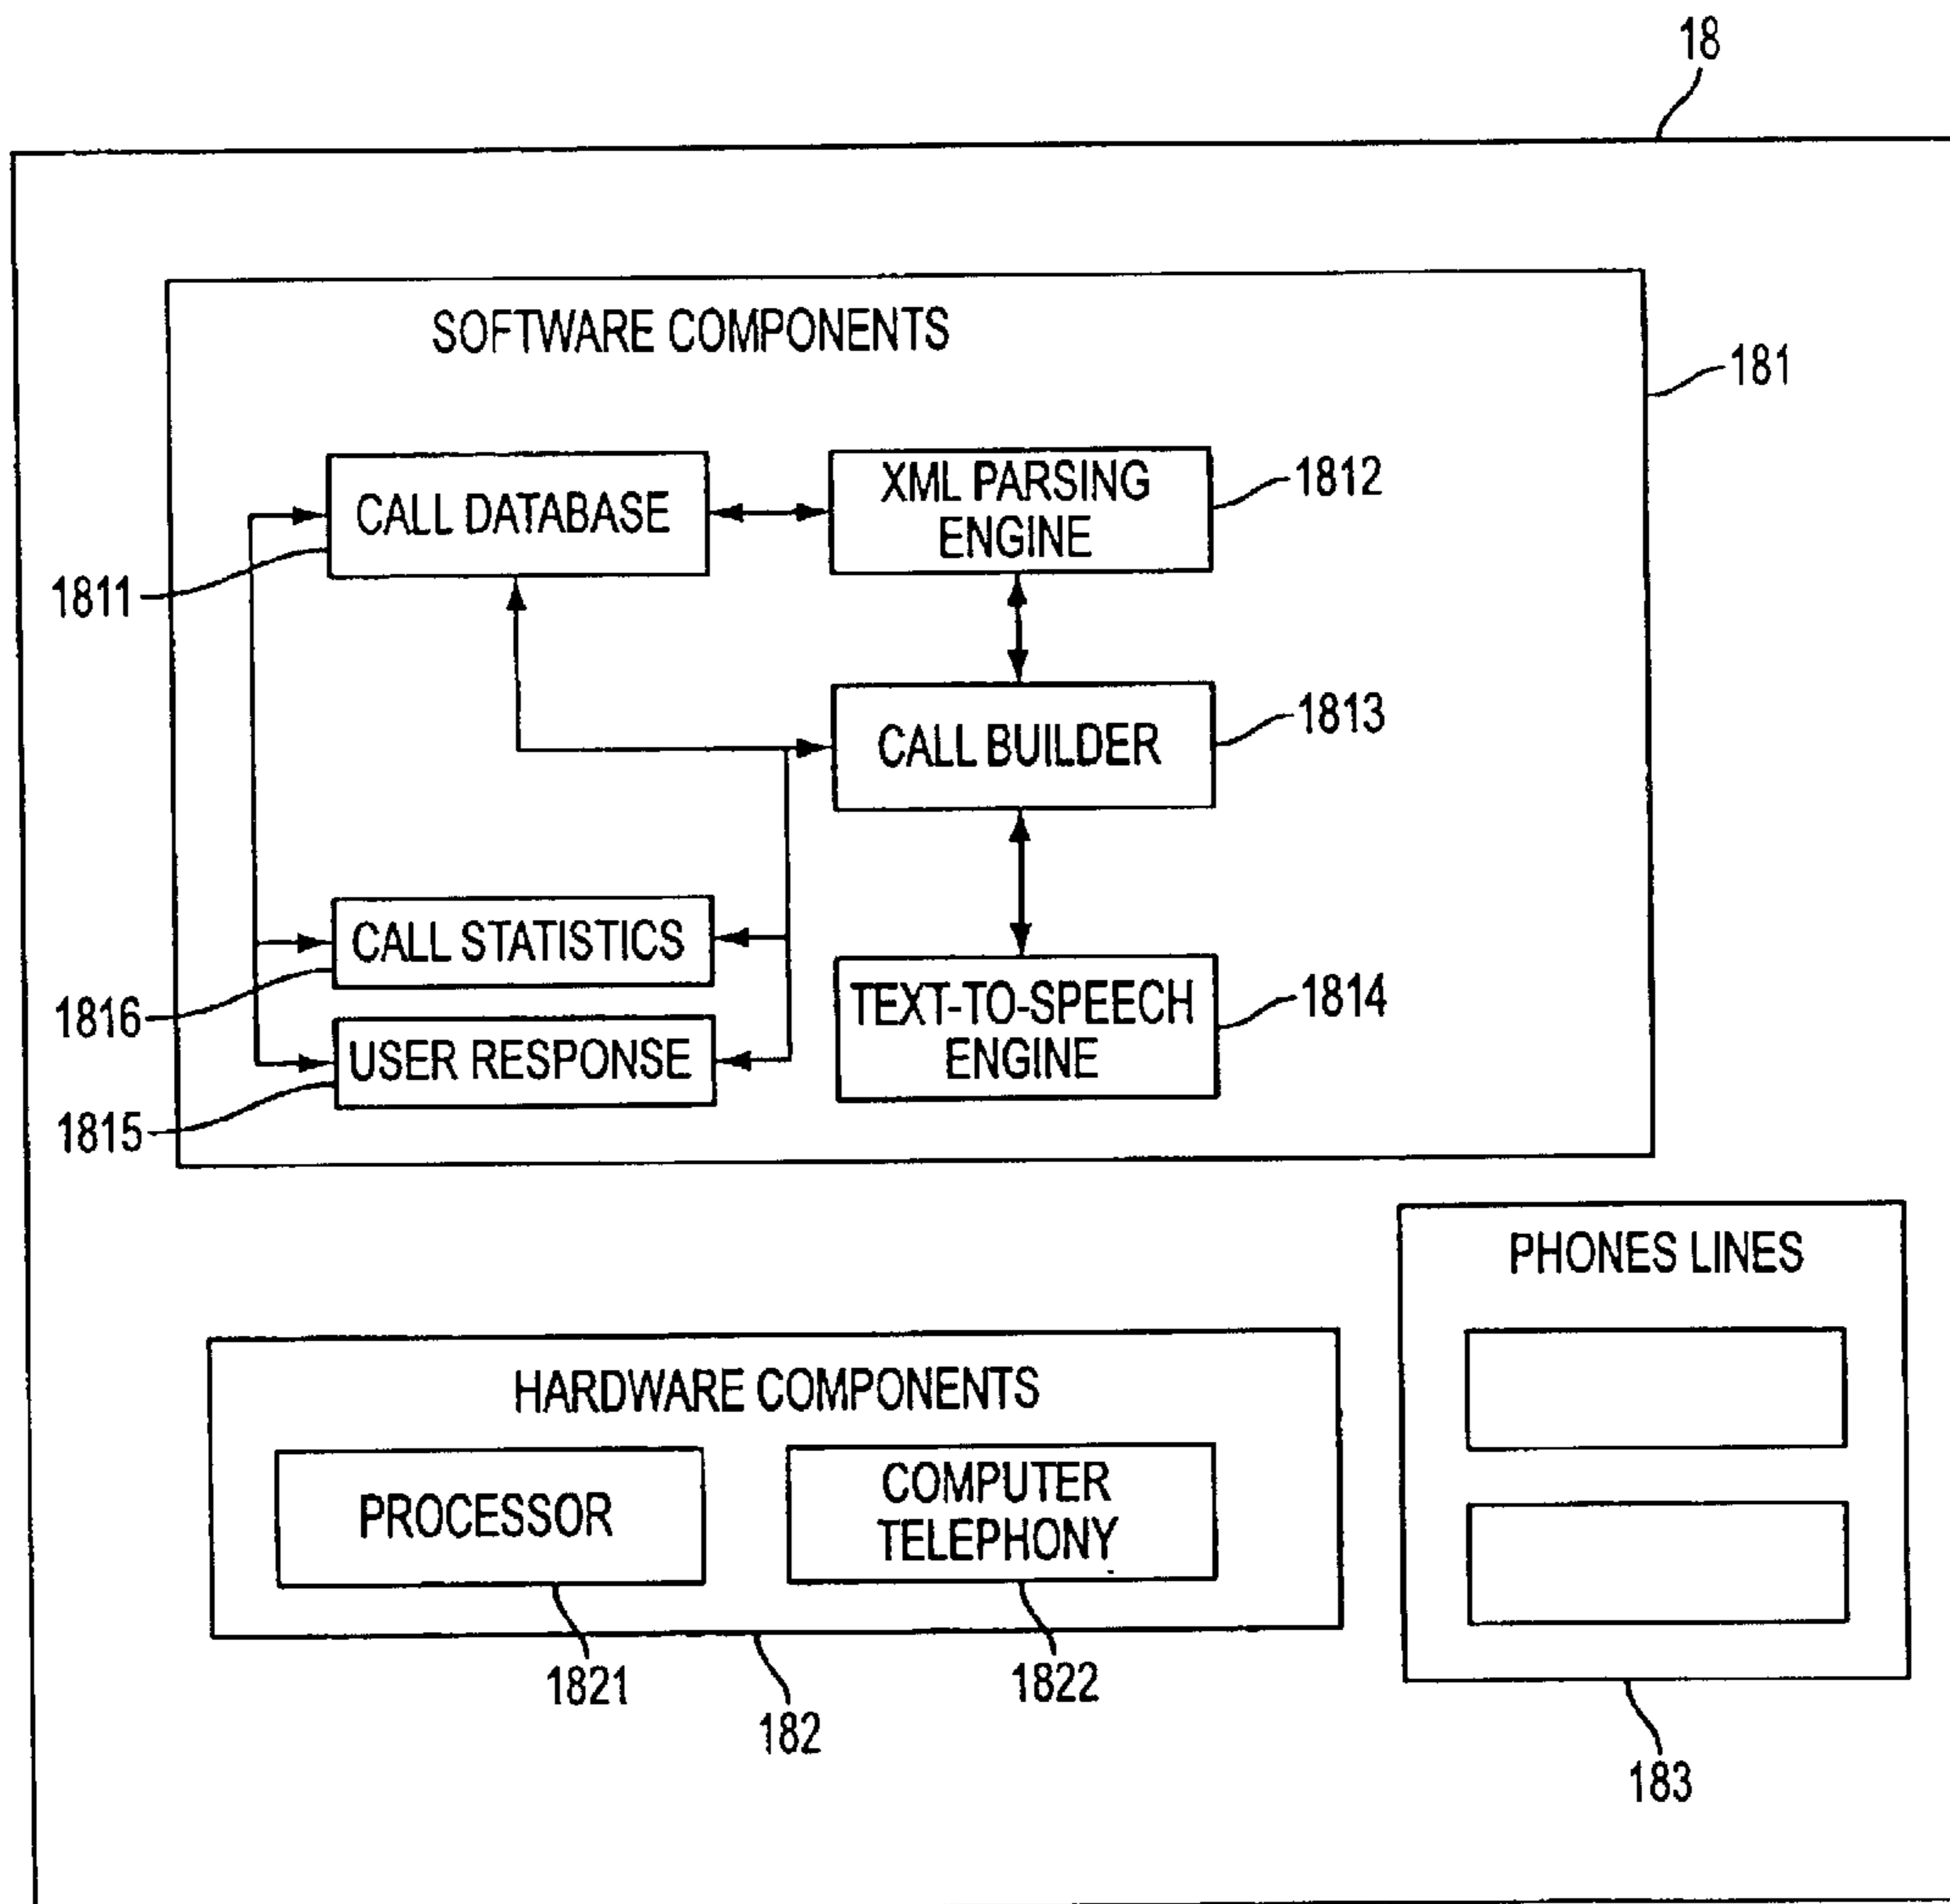 18
SOFTWARE COMPONENTS
181
CALL DATABASE
XML PARSING
ENGINE
1812
1811
CALL BUILDER
1813
CALL STATISTICS
1816
TEXT-TO-SPEECH
ENGINE
1814
USER RESPONSE
1815
PHONES LINES
HARDWARE COMPONENTS
PROCESSOR
COMPUTER
TELEPHONY
1821
1822
182
183